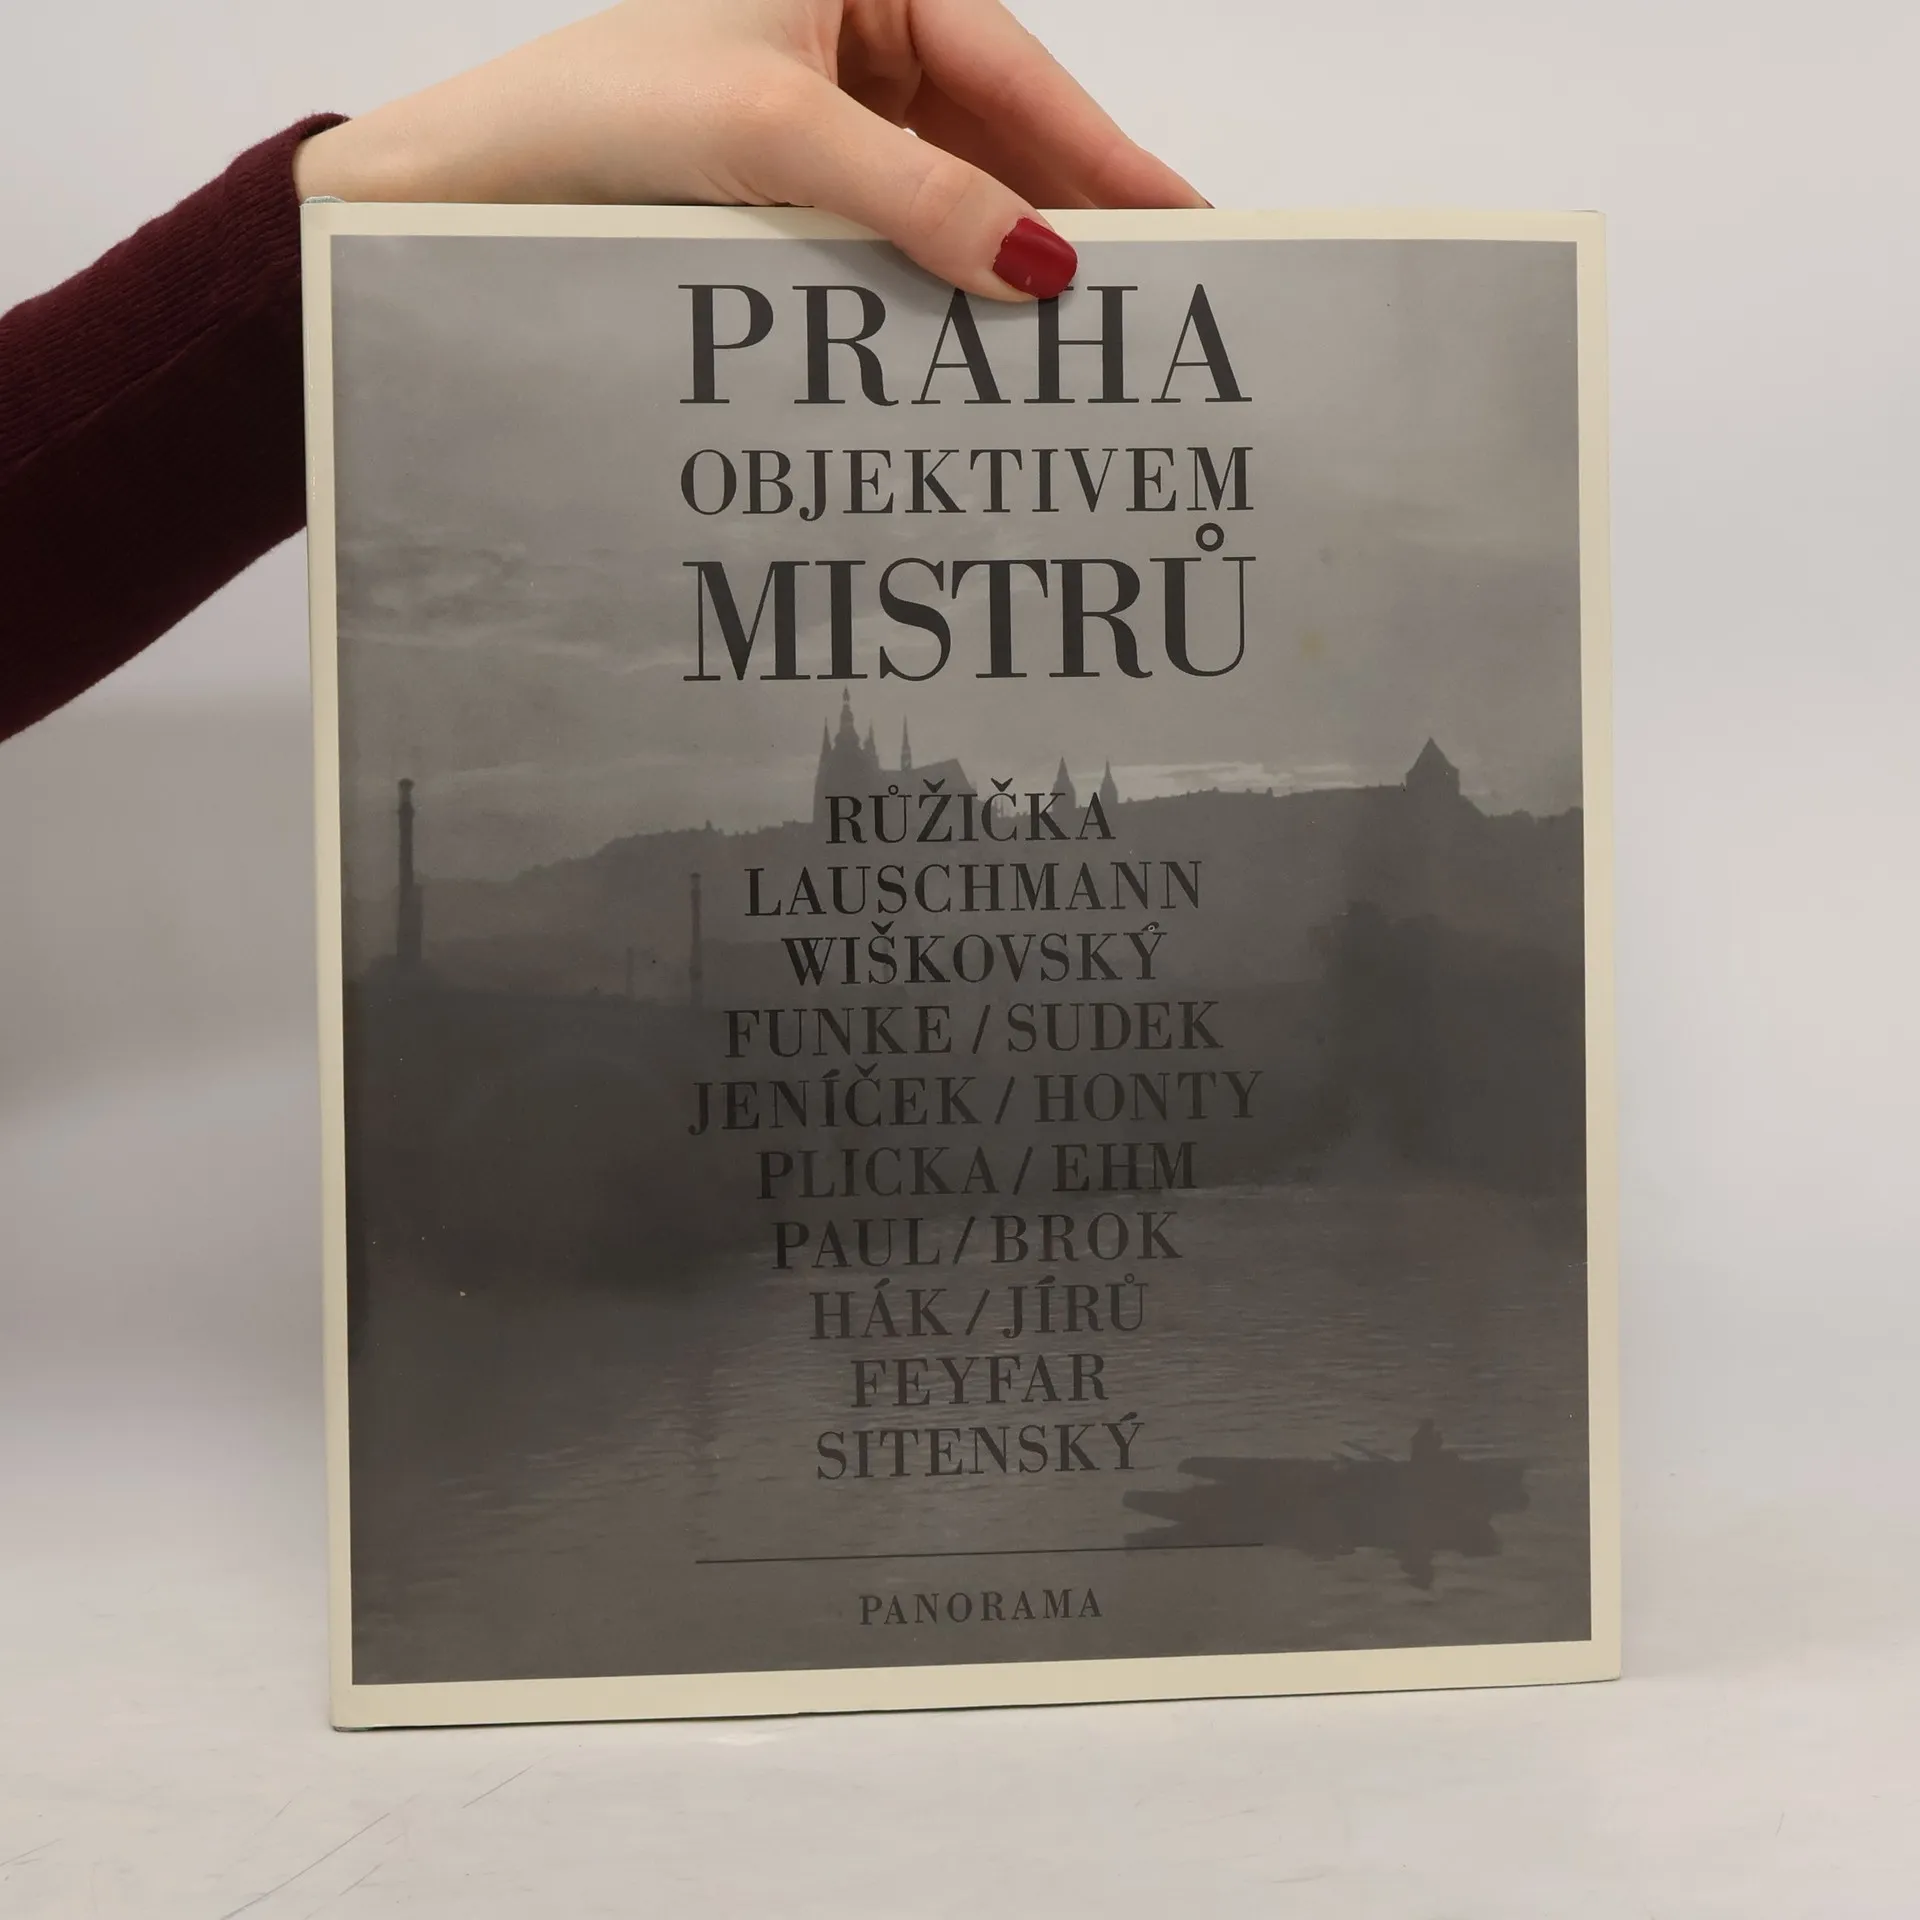 PRAHA
OBJEKTIVEM
MISTRŮ
RŮŽIČKA
LAUSCHMANN
WIŠKOVSKÝ
FUNKE / SUDEK
JENÍČEK / HONTY
PLICKA / EHM
PAUL / BROK
HÁK / JÍRŮ
FEYFAR
SITENSKÝ
PANORAMA